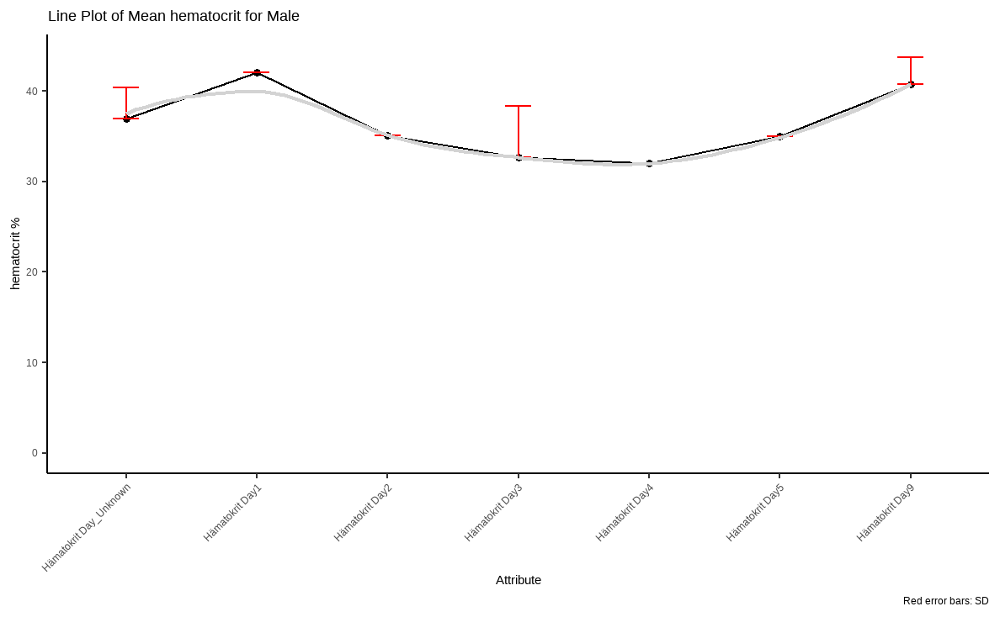 Line Plot of Mean hematocrit for Male
hematocrit %
40
30
20
10
0
Hämatokrit Day_Unknown
Hämatokrit Day1
Hämatokrit Day2
Hämatokrit Day3
Hämatokrit Day4
Hämatokrit Day5
Hämatokrit Day9
Attribute
Red error bars: SD